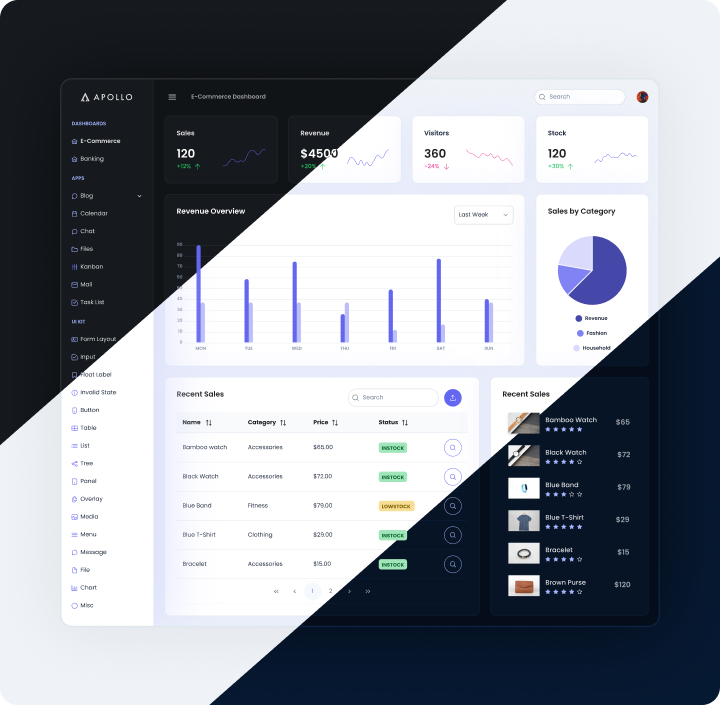 APOLLO
E-Commerce Dashboard
Search
DASHBOARDS
E-Commerce
Banking
APPS
Blog
Calendar
Chat
Files
Kanban
Mail
Task List
UI KIT
Form Layout
Input
Float Label
Invalid State
Button
Table
List
Tree
Panel
Overlay
Media
Menu
Message
File
Chart
Misc
Sales
120
+12%
Revenue
$4500
+20%
Visitors
360
-24%
Stock
120
+30%
Revenue Overview
Last Week
90
80
70
60
50
40
30
20
10
0
MON TUE WED THU FRI SAT SUN
Sales by Category
Revenue
Fashion
Household
Recent Sales
Search
Name Category Price Status
Bamboo watch Accessories $65.00 INSTOCK
Black Watch Accessories $72.00 INSTOCK
Blue Band Fitness $79.00 LOWSTOCK
Blue T-Shirt Clothing $29.00 INSTOCK
Bracelet Accessories $15.00 INSTOCK
« ‹ 1 2 › »
Recent Sales
Bamboo Watch $65
Black Watch $72
Blue Band $79
Blue T-Shirt $29
Bracelet $15
Brown Purse $120